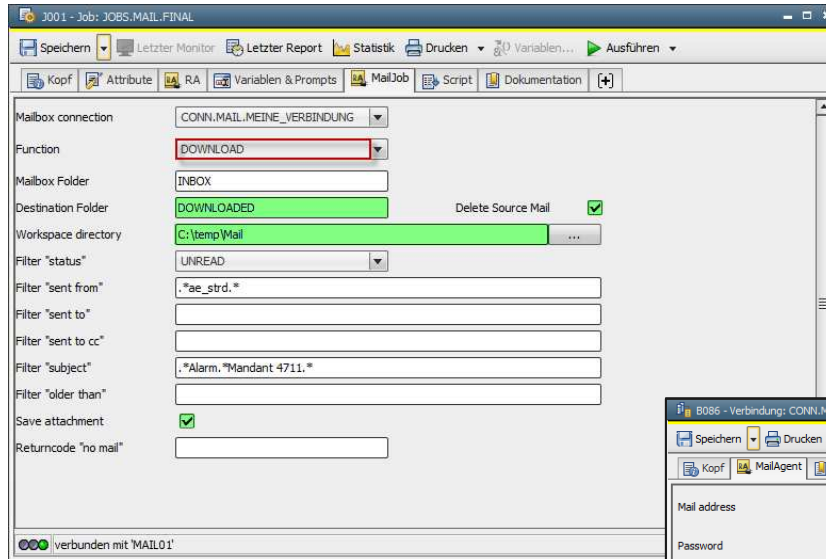 J001 - Job: JOBS.MAIL.FINAL
Speichern Letzter Monitor Letzter Report Statistik Drucken Variablen... Ausführen
Kopf Attribute RA RA Variablen & Prompts RA MailJob Script Dokumentation [+]
Mailbox connection CONN.MAIL.MEINE_VERBINDUNG
Function DOWNLOAD
Mailbox Folder INBOX
Destination Folder DOWNLOADED Delete Source Mail
Workspace directory C:\temp\Mail ...
Filter "status" UNREAD
Filter "sent from" .*ae_strd.*
Filter "sent to"
Filter "sent to cc"
Filter "subject" .*Alarm.*Mandant 4711.*
Filter "older than"
Save attachment
Returncode "no mail"
verbunden mit 'MAIL01'
B086 - Verbindung: CONN.M
Speichern Drucken
Kopf RA MailAgent
Mail address
Password